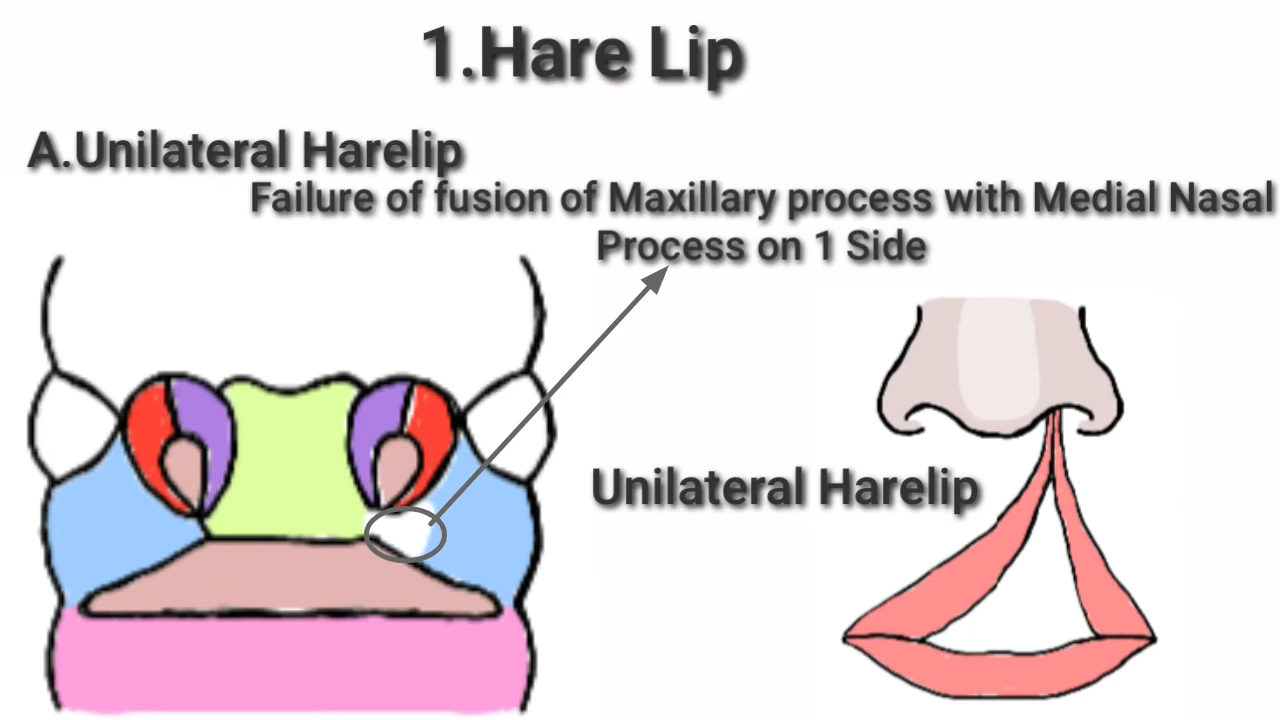 1.Hare Lip
A.Unilateral Harelip
Failure of fusion of Maxillary process with Medial Nasal
Process on 1 Side
Unilateral Harelip